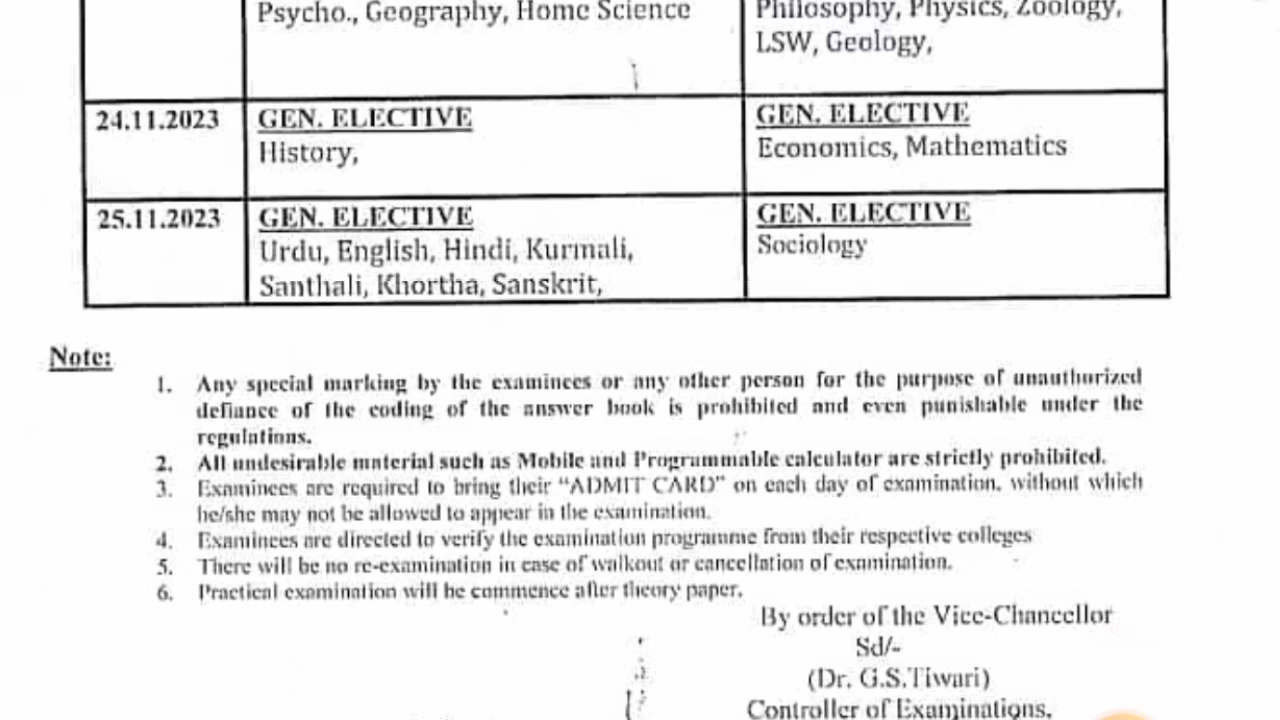 Psycho., Geography, Home Science
Philosophy, Physics, Zoology,
LSW, Geology,
24.11.2023
GEN. ELECTIVE
History,
GEN. ELECTIVE
Economics, Mathematics
25.11.2023
GEN. ELECTIVE
Urdu, English, Hindi, Kurmali,
Santhali, Khortha, Sanskrit,
GEN. ELECTIVE
Sociology
Note:
1. Any special marking by the examinees or any other person for the purpose of unauthorized
defiance of the coding of the answer book is prohibited and even punishable under the
regulations.
2. All undesirable material such as Mobile and Programmable calculator are strictly prohibited.
3. Examinees are required to bring their “ADMIT CARD” on each day of examination, without which
he/she may not be allowed to appear in the examination.
4. Examinees are directed to verify the examination programme from their respective colleges
5. There will be no re-examination in case of walkout or cancellation of examination.
6. Practical examination will be commence after theory paper.
By order of the Vice-Chancellor
Sd/-
(Dr. G.S.Tiwari)
Controller of Examinations,